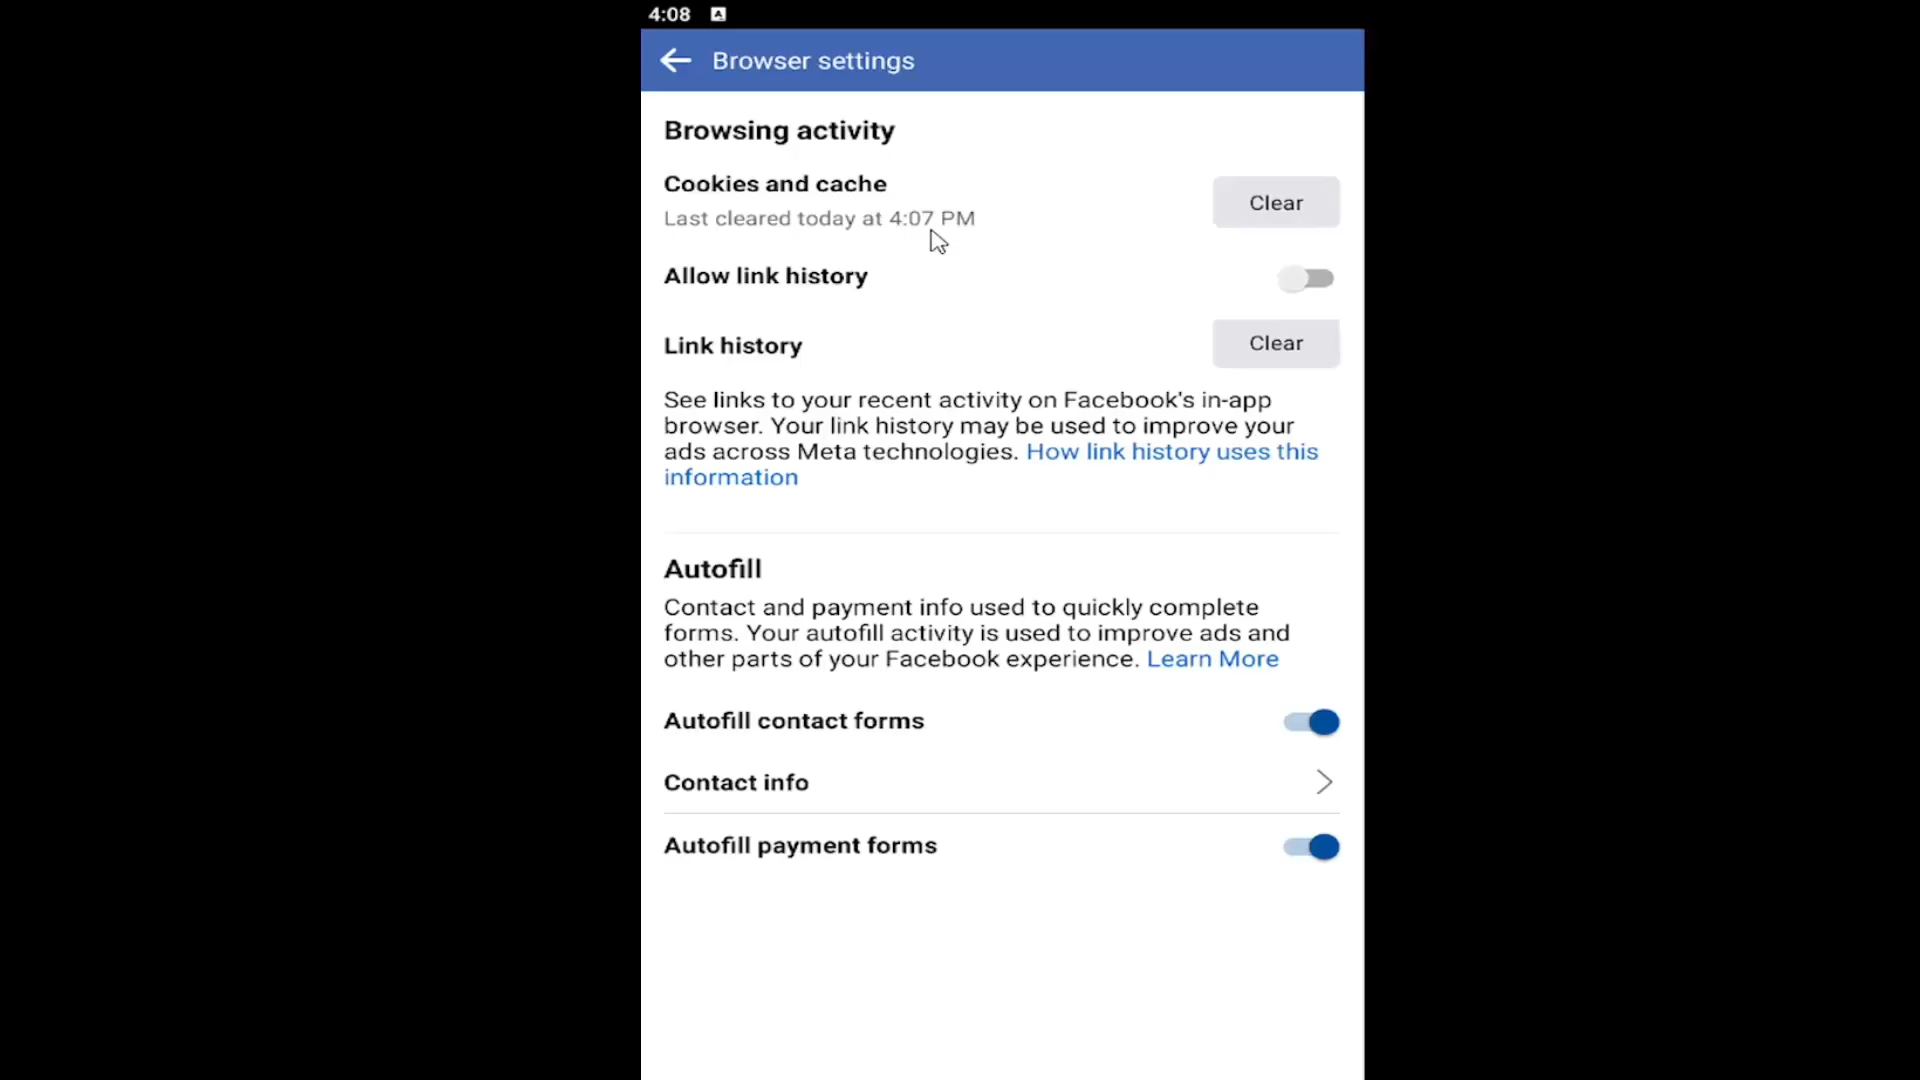 4:08
Browser settings
Browsing activity
Cookies and cache
Clear
Last cleared today at 4:07 PM
Allow link history
Link history
Clear
See links to your recent activity on Facebook's in-app
browser. Your link history may be used to improve your
ads across Meta technologies. How link history uses this
information
Autofill
Contact and payment info used to quickly complete
forms. Your autofill activity is used to improve ads and
other parts of your Facebook experience. Learn More
Autofill contact forms
Contact info
Autofill payment forms